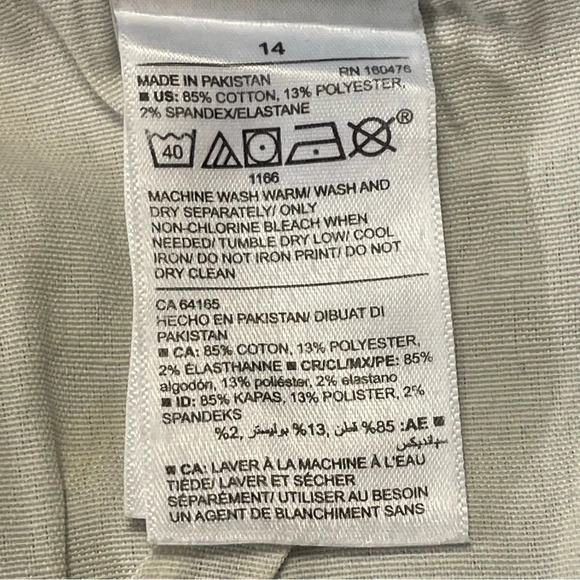 14
MADE IN PAKISTAN RN 160476
■ US: 85% COTTON, 13% POLYESTER,
2% SPANDEX/ELASTANE
40 ®
1166
MACHINE WASH WARM/ WASH AND
DRY SEPARATELY/ ONLY
NON-CHLORINE BLEACH WHEN
NEEDED/ TUMBLE DRY LOW/ COOL
IRON/ DO NOT IRON PRINT/ DO NOT
DRY CLEAN
CA 64165
HECHO EN PAKISTAN/ DIBUAT DI
PAKISTAN
■ CA: 85% COTON, 13% POLYESTER,
2% ÉLASTHANNE ■ CR/CL/MX/PE: 85%
algodón, 13% poliéster, 2% elastano
■ ID: 85% KAPAS, 13% POLISTER, 2%
SPANDEKS
■ AE: 85% قطن, 13% بوليستر, 2%
سباندیکس
■ CA: LAVER À LA MACHINE À L'EAU
TIÈDE/ LAVER ET SÉCHER
SÉPARÉMENT/ UTILISER AU BESOIN
UN AGENT DE BLANCHIMENT SANS